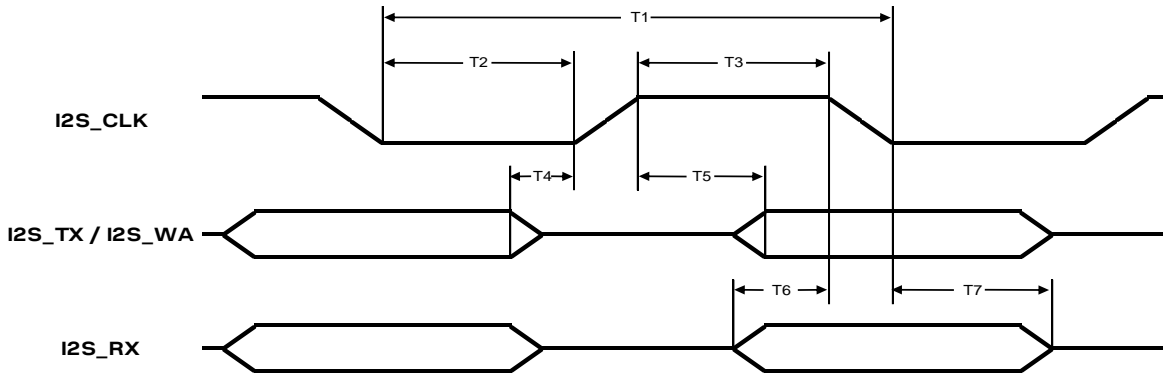 T1
T2
T3
I2S_CLK
T4
T5
I2S_TX / I2S_WA
T6
T7
I2S_RX